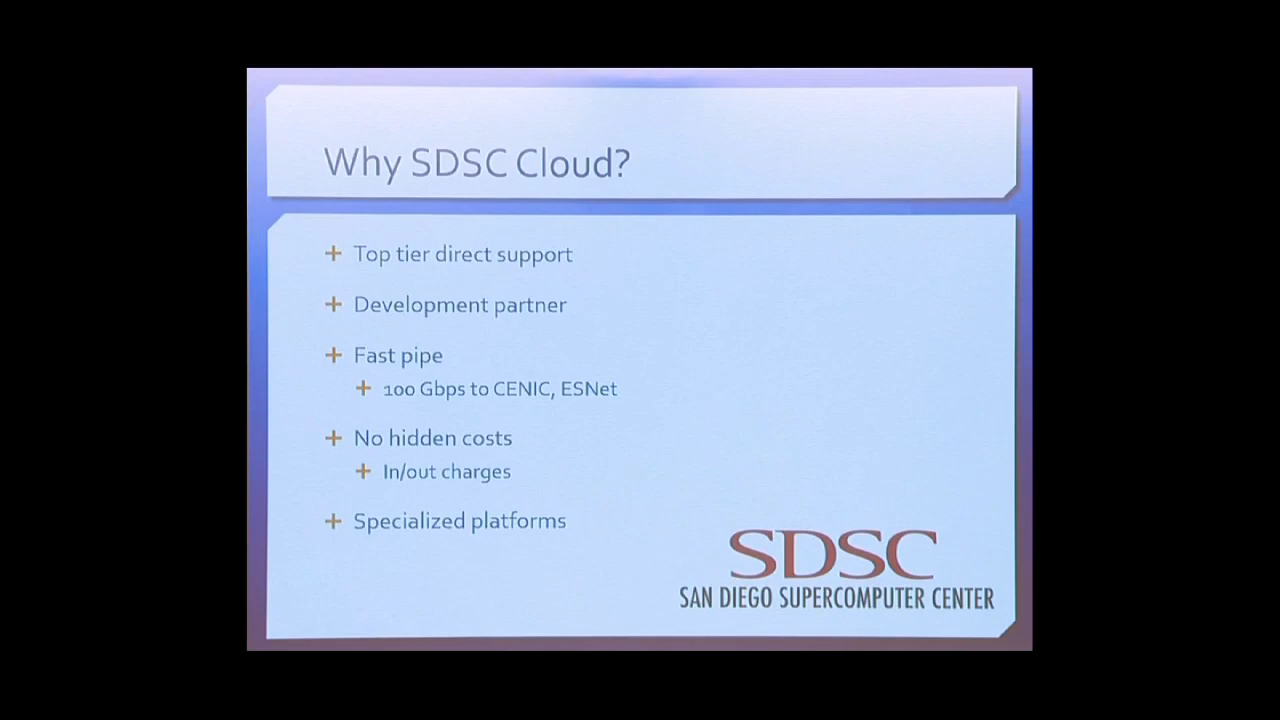 Why SDSC Cloud?
Top tier direct support
Development partner
Fast pipe
100 Gbps to CENIC, ESNet
No hidden costs
In/out charges
Specialized platforms
SDSC
SAN DIEGO SUPERCOMPUTER CENTER